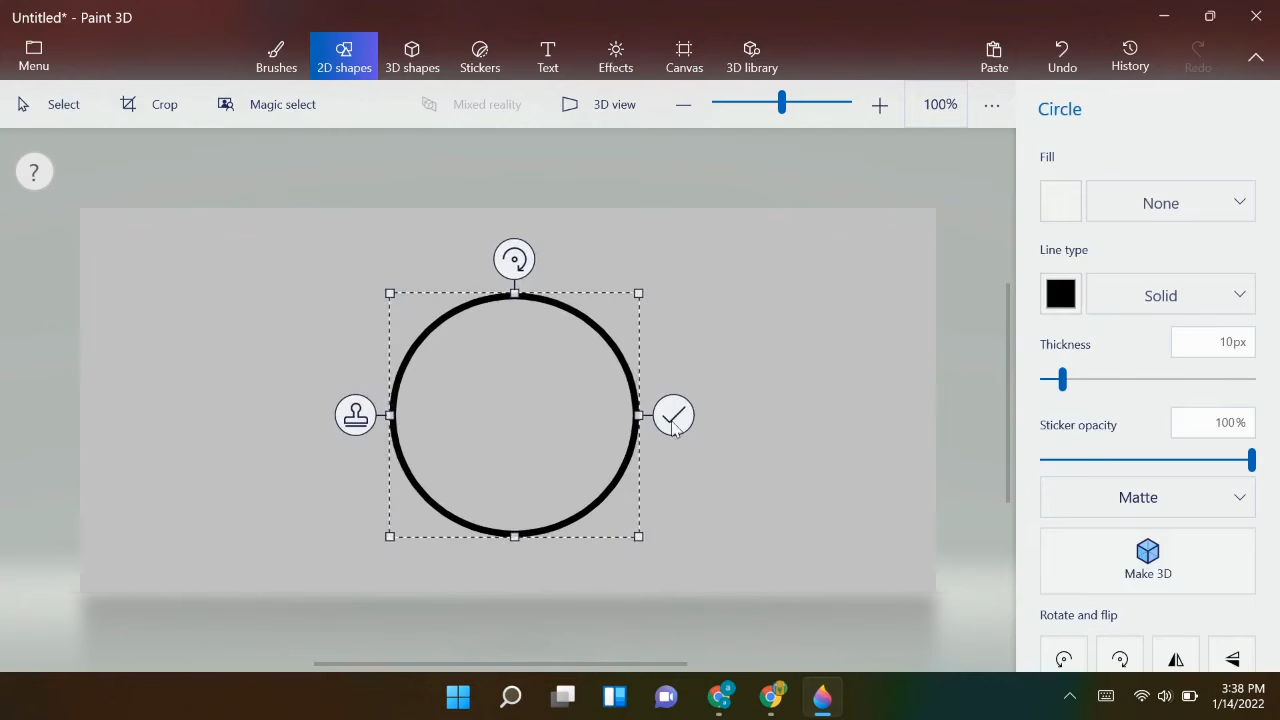 Untitled* - Paint 3D
Menu
Brushes
2D shapes
3D shapes
Stickers
Text
Effects
Canvas
3D library
Paste
Undo
History
Redo
Select
Crop
Magic select
Mixed reality
3D view
100%
?
Circle
Fill
None
Line type
Solid
Thickness
10px
Sticker opacity
100%
Matte
Make 3D
Rotate and flip
3:38 PM
1/14/2022